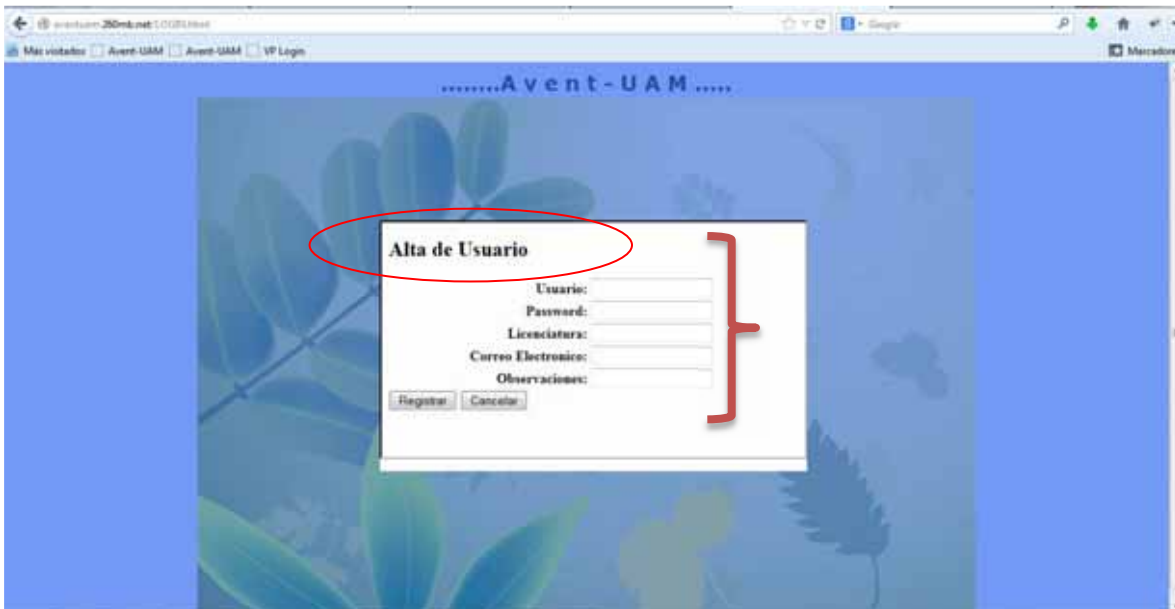 Google
Más visitados Avent-UAM Avent-UAM VP Login Marcadores
........A v e n t - U A M .....
Alta de Usuario
Usuario:
Password:
Licenciatura:
Correo Electronico:
Observaciones:
Registrar Cancelar